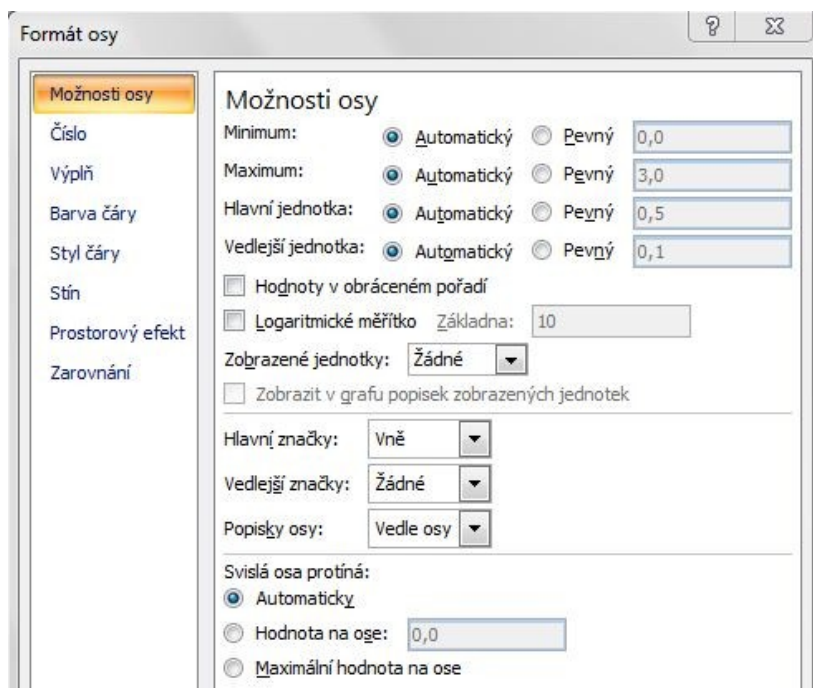 Formát osy
Možnosti osy
Číslo
Výplň
Barva čáry
Styl čáry
Stín
Prostorový efekt
Zarovnání
Možnosti osy
Minimum: Automatický Pevný 0,0
Maximum: Automatický Pevný 3,0
Hlavní jednotka: Automatický Pevný 0,5
Vedlejší jednotka: Automatický Pevný 0,1
Hodnoty v obráceném pořadí
Logaritmické měřítko Základna: 10
Zobrazené jednotky: Žádné
Zobrazit v grafu popisek zobrazených jednotek
Hlavní značky: Vně
Vedlejší značky: Žádné
Popisky osy: Vedle osy
Svislá osa protíná:
Automaticky
Hodnota na ose: 0,0
Maximální hodnota na ose